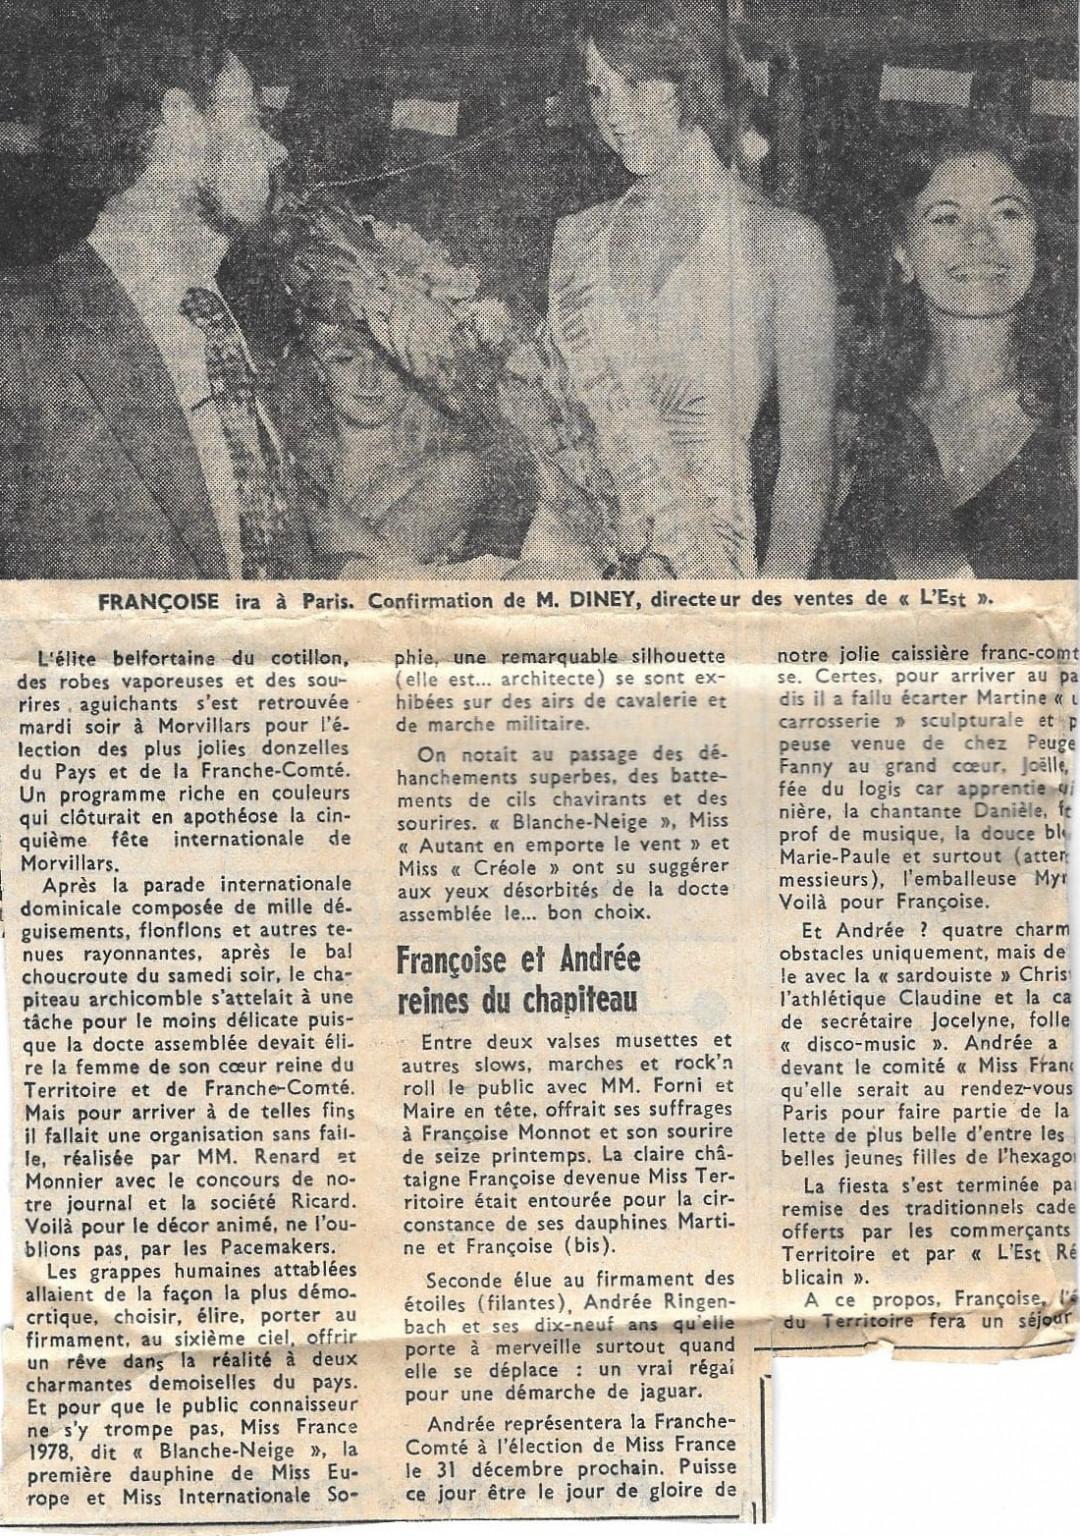 FRANÇOISE ira à Paris. Confirmation de M. DINEY, directeur des ventes de « L'Est ».
L'élite belfortaine du cotillon,
des robes vaporeuses et des sou-
rires aguichants s'est retrouvée
mardi soir à Morvillars pour l'é-
lection des plus jolies donzelles
du Pays et de la Franche-Comté.
Un programme riche en couleurs
qui clôturait en apothéose la cin-
quième fête internationale de
Morvillars.
Après la parade internationale
dominicale composée de mille dé-
guisements, flonflons et autres te-
nues rayonnantes, après le bal
choucroute du samedi soir, le cha-
piteau archicomble s'attelait à une
tâche pour le moins délicate puis-
que la docte assemblée devait éli-
re la femme de son cœur reine du
Territoire et de Franche-Comté.
Mais pour arriver à de telles fins
il fallait une organisation sans fail-
le, réalisée par MM. Renard et
Monnier avec le concours de no-
tre journal et la société Ricard.
Voilà pour le décor animé, ne l'ou-
blions pas, par les Pacemakers.
Les grappes humaines attablées
allaient de la façon la plus démo-
crtique, choisir, élire, porter au
firmament, au sixième ciel, offrir
un rêve dans la réalité à deux
charmantes demoiselles du pays.
Et pour que le public connaisseur
ne s'y trompe pas, Miss France
1978, dit « Blanche-Neige », la
première dauphine de Miss Eu-
rope et Miss Internationale So-
phie, une remarquable silhouette
(elle est... architecte) se sont ex-
hibées sur des airs de cavalerie et
de marche militaire.
On notait au passage des dé-
hanchements superbes, des batte-
ments de cils chavirants et des
sourires. « Blanche-Neige », Miss
« Autant en emporte le vent » et
Miss « Créole » ont su suggérer
aux yeux désorbités de la docte
assemblée le... bon choix.
Françoise et Andrée
reines du chapiteau
Entre deux valses musettes et
autres slows, marches et rock'n
roll le public avec MM. Forni et
Maire en tête, offrait ses suffrages
à Françoise Monnot et son sourire
de seize printemps. La claire châ-
taigne Françoise devenue Miss Ter-
ritoire était entourée pour la cir-
constance de ses dauphines Marti-
ne et Françoise (bis).
Seconde élue au firmament des
étoiles (filantes), Andrée Ringen-
bach et ses dix-neuf ans qu'elle
porte à merveille surtout quand
elle se déplace : un vrai régal
pour une démarche de jaguar.
Andrée représentera la Franche-
Comté à l'élection de Miss France
le 31 décembre prochain. Puisse
ce jour être le jour de gloire de
notre jolie caissière franc-comt
se. Certes, pour arriver au pa
dis il a fallu écarter Martine «
carrosserie » sculpturale et p
peuse venue de chez Peuge
Fanny au grand cœur, Joëlle,
fée du logis car apprentie
nière, la chantante Danièle,
prof de musique, la douce bl
Marie-Paule et surtout (atten
messieurs), l'emballeuse Myr
Voilà pour Françoise.
Et Andrée ? quatre charm
obstacles uniquement, mais de
le avec la « sardouiste » Chris
l'athlétique Claudine et la ca
de secrétaire Jocelyne, folle
« disco-music ». Andrée a
devant le comité « Miss Fran
qu'elle serait au rendez-vous
Paris pour faire partie de la
lette de plus belle d'entre les
belles jeunes filles de l'hexago
La fiesta s'est terminée pa
remise des traditionnels cade
offerts par les commerçants
Territoire et par « L'Est Ré
blicain ».
A ce propos, Françoise,
du Territoire fera un séjour